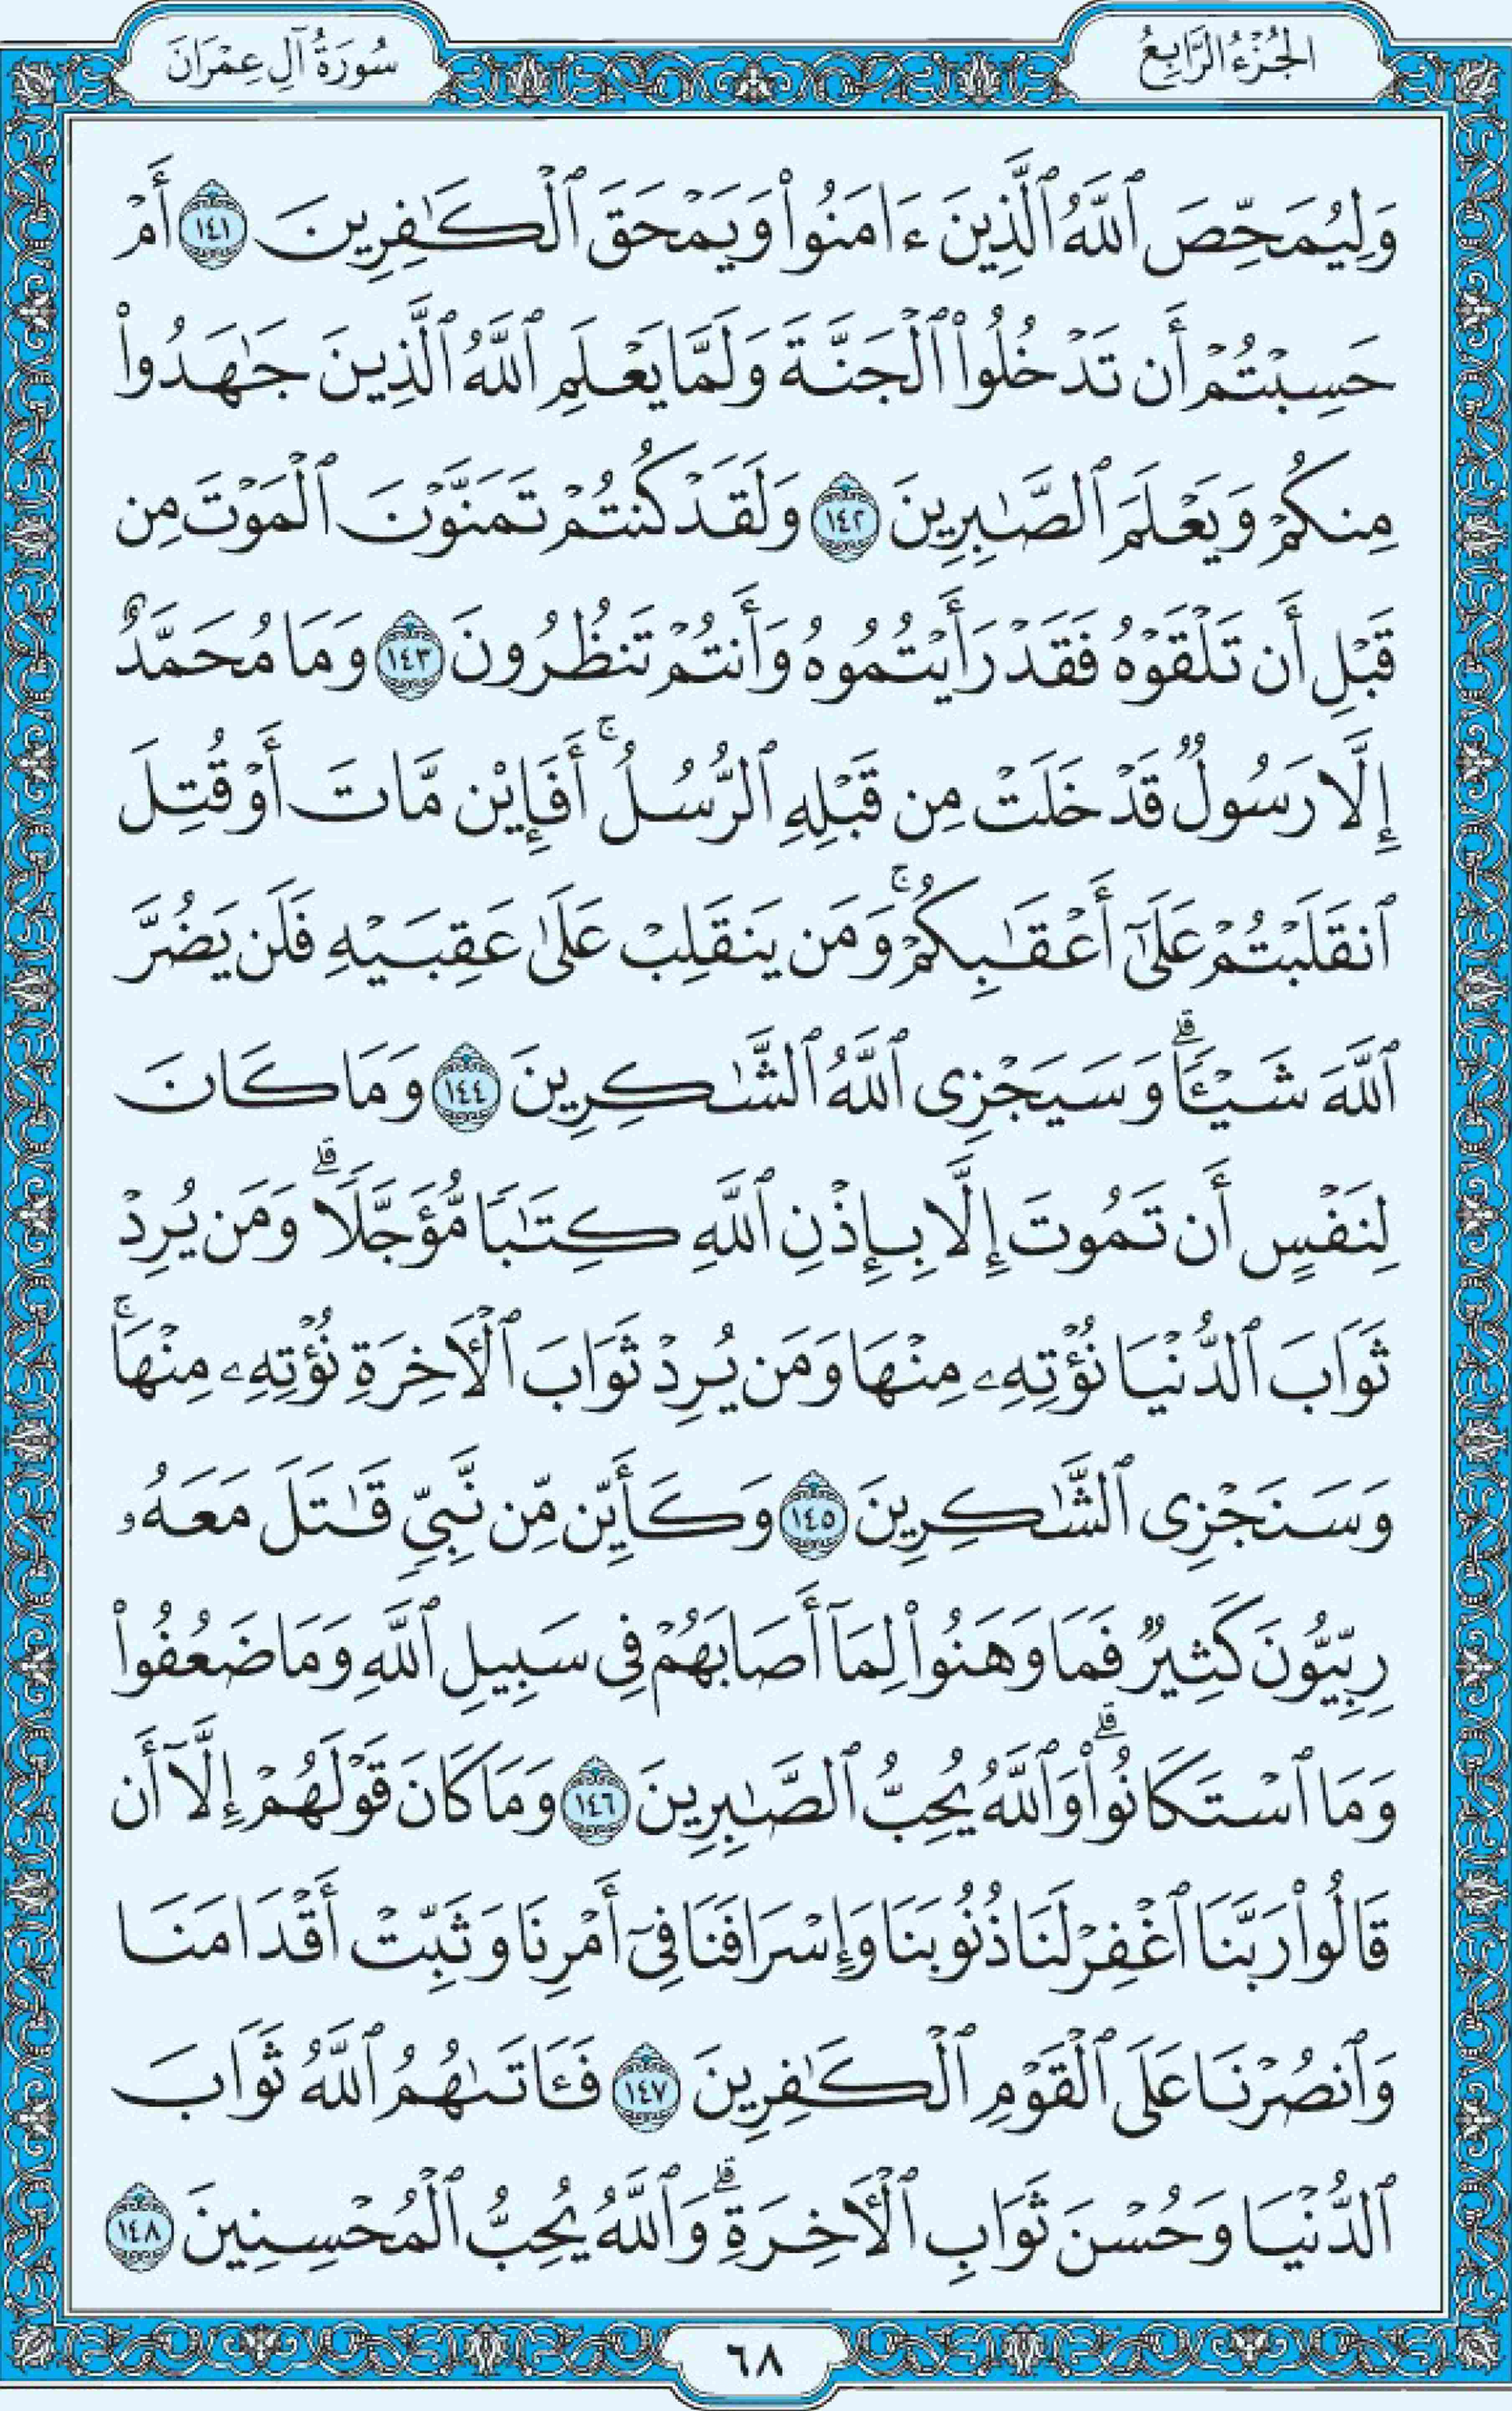 الجُزْءُ الرَّابِعُ
سُورَةُ آلِ عِمْرَانَ
وَلِيُمَحِّصَ ٱللَّهُ ٱلَّذِينَ ءَامَنُوا۟ وَيَمْحَقَ ٱلْكَـٰفِرِينَ ١٤١ أَمْ
حَسِبْتُمْ أَن تَدْخُلُوا۟ ٱلْجَنَّةَ وَلَمَّا يَعْلَمِ ٱللَّهُ ٱلَّذِينَ جَـٰهَدُوا۟
مِنكُمْ وَيَعْلَمَ ٱلصَّـٰبِرِينَ ١٤٢ وَلَقَدْ كُنتُمْ تَمَنَّوْنَ ٱلْمَوْتَ مِن
قَبْلِ أَن تَلْقَوْهُ فَقَدْ رَأَيْتُمُوهُ وَأَنتُمْ تَنظُرُونَ ١٤٣ وَمَا مُحَمَّدٌ
إِلَّا رَسُولٌ قَدْ خَلَتْ مِن قَبْلِهِ ٱلرُّسُلُ ۚ أَفَإِي۟ن مَّاتَ أَوْ قُتِلَ
ٱنقَلَبْتُمْ عَلَىٰٓ أَعْقَـٰبِكُمْ ۚ وَمَن يَنقَلِبْ عَلَىٰ عَقِبَيْهِ فَلَن يَضُرَّ
ٱللَّهَ شَيْـًٔا ۗ وَسَيَجْزِى ٱللَّهُ ٱلشَّـٰكِرِينَ ١٤٤ وَمَا كَانَ
لِنَفْسٍ أَن تَمُوتَ إِلَّا بِإِذْنِ ٱللَّهِ كِتَـٰبًا مُّؤَجَّلًا ۗ وَمَن يُرِدْ
ثَوَابَ ٱلدُّنْيَا نُؤْتِهِۦ مِنْهَا وَمَن يُرِدْ ثَوَابَ ٱلْـَٔاخِرَةِ نُؤْتِهِۦ مِنْهَا ۚ
وَسَنَجْزِى ٱلشَّـٰكِرِينَ ١٤٥ وَكَأَيِّن مِّن نَّبِىٍّ قَـٰتَلَ مَعَهُۥ
رِبِّيُّونَ كَثِيرٌ فَمَا وَهَنُوا۟ لِمَآ أَصَابَهُمْ فِى سَبِيلِ ٱللَّهِ وَمَا ضَعُفُوا۟
وَمَا ٱسْتَكَانُوا۟ ۗ وَٱللَّهُ يُحِبُّ ٱلصَّـٰبِرِينَ ١٤٦ وَمَا كَانَ قَوْلَهُمْ إِلَّآ أَن
قَالُوا۟ رَبَّنَا ٱغْفِرْ لَنَا ذُنُوبَنَا وَإِسْرَافَنَا فِىٓ أَمْرِنَا وَثَبِّتْ أَقْدَامَنَا
وَٱنصُرْنَا عَلَى ٱلْقَوْمِ ٱلْكَـٰفِرِينَ ١٤٧ فَـَٔاتَىٰهُمُ ٱللَّهُ ثَوَابَ
ٱلدُّنْيَا وَحُسْنَ ثَوَابِ ٱلْـَٔاخِرَةِ ۗ وَٱللَّهُ يُحِبُّ ٱلْمُحْسِنِينَ ١٤٨
٦٨